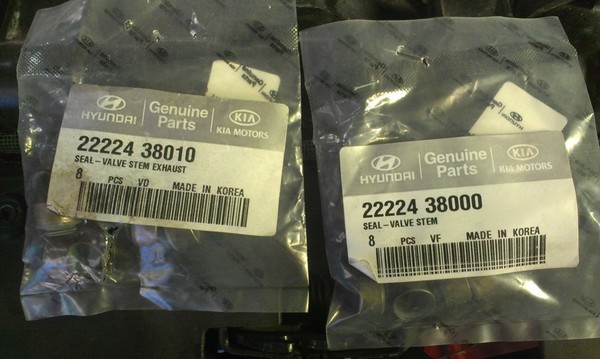 HYUNDAI
Genuine
Parts
KIA
KIA MOTORS
22224 38010
SEAL-VALVE STEM EXHAUST
8 PCS VD MADE IN KOREA
HYUNDAI
Genuine
Parts
KIA
KIA MOTORS
22224 38000
SEAL-VALVE STEM
8 PCS VF MADE IN KOREA